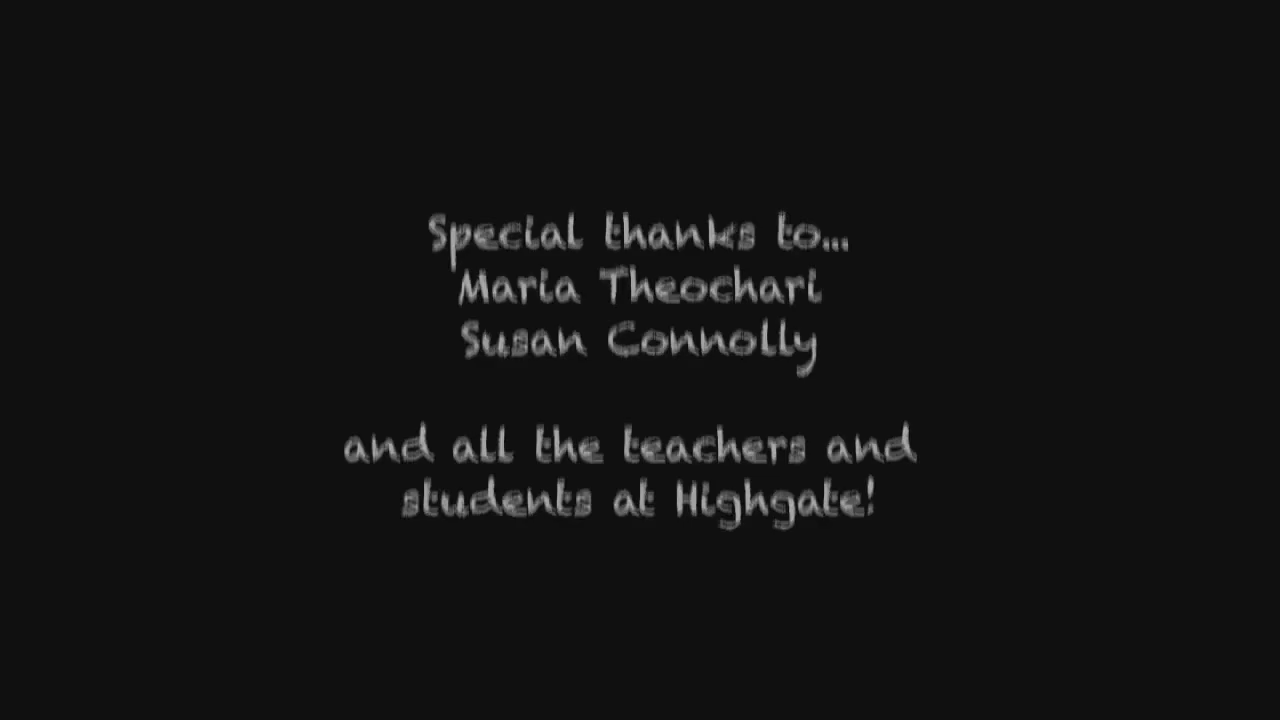 Special thanks to...
Maria Theochari
Susan Connolly
and all the teachers and
students at Highgate!